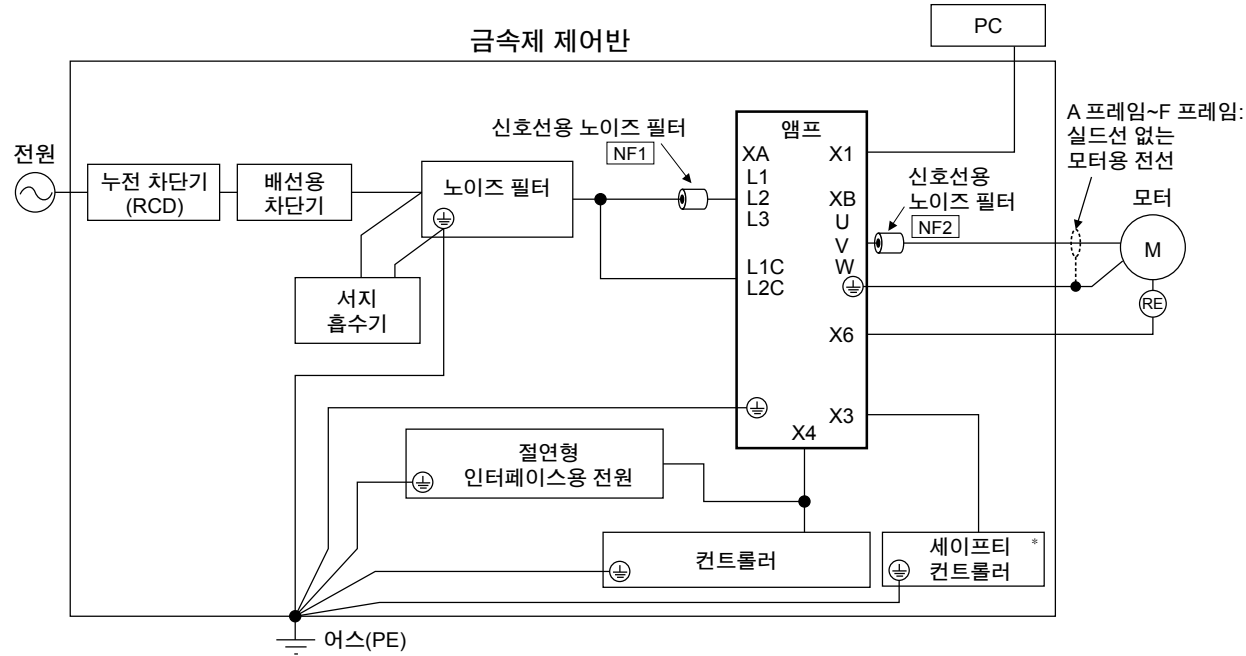 PC
금속제 제어반
A 프레임~F 프레임:
실드선 없는
모터용 전선
신호선용 노이즈 필터
NF1
앰프
전원
누전 차단기
(RCD)
배선용
차단기
노이즈 필터
XA
L1
L2
L3
L1C
L2C
X1
XB
U
V
W
X6
X3
X4
신호선용
노이즈 필터
NF2
모터
M
RE
서지
흡수기
절연형
인터페이스용 전원
컨트롤러
세이프티 *
컨트롤러
어스(PE)